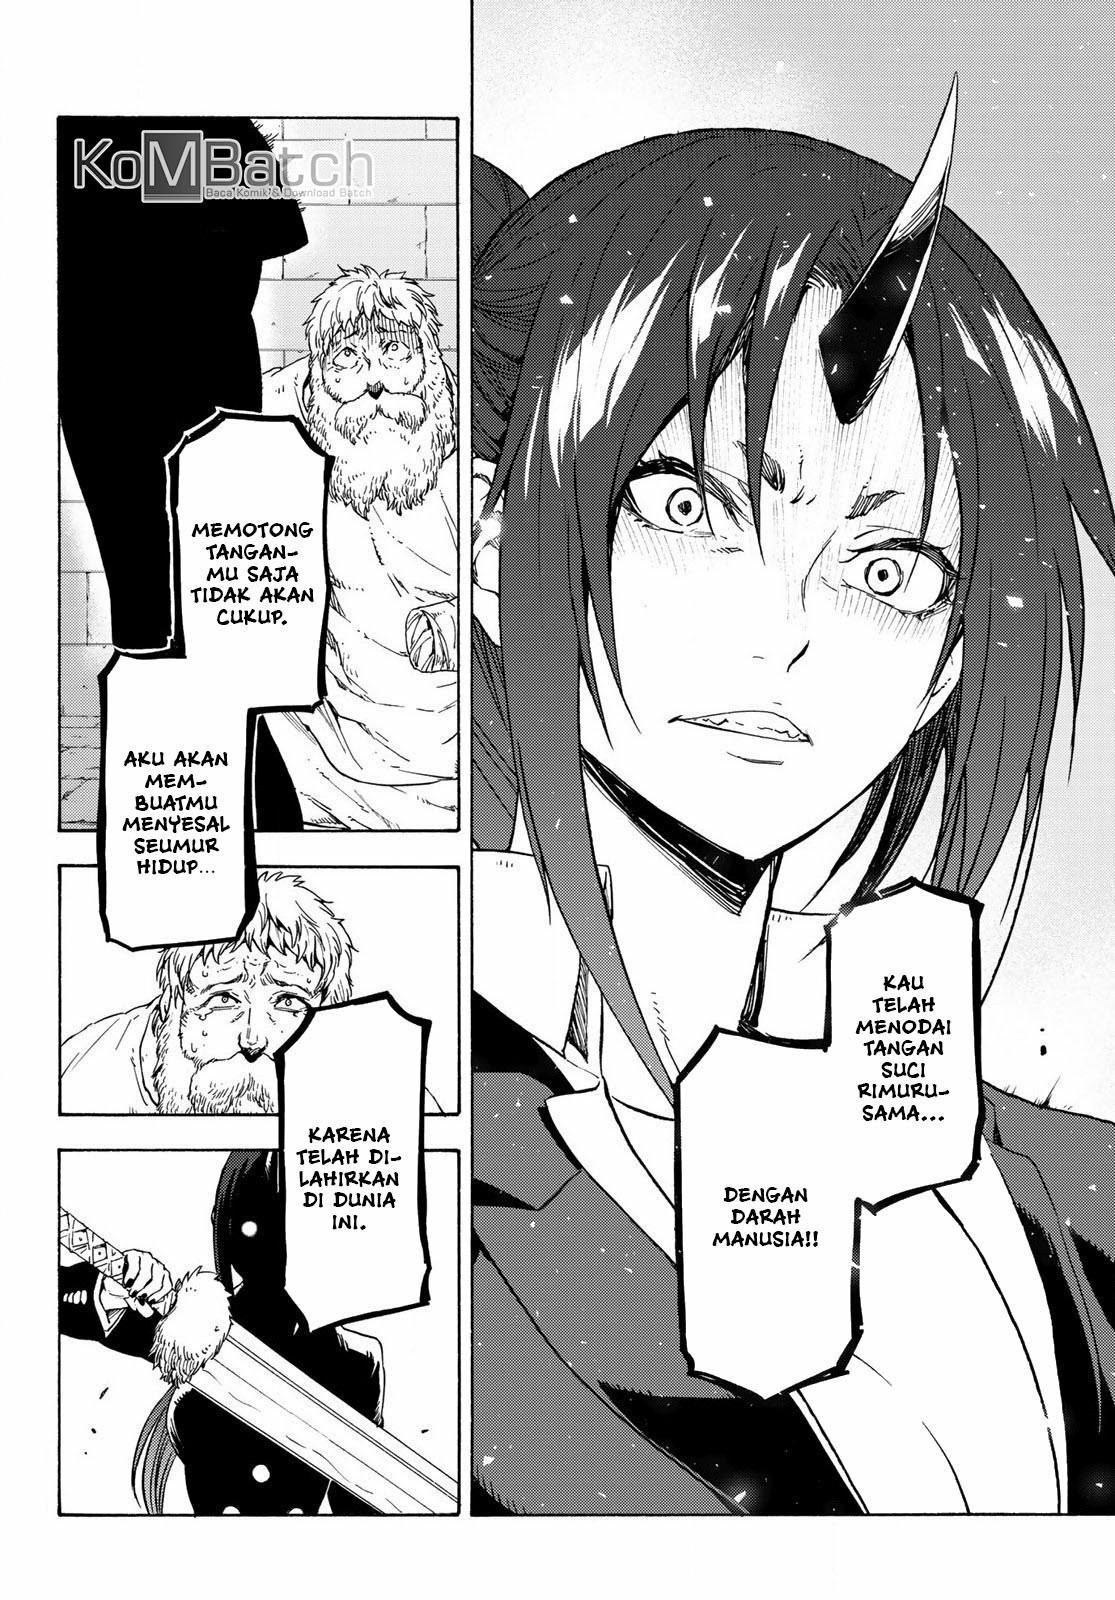 KoMBatch
Baca Komik & Download Batch
KAU
TELAH
MENODAI
TANGAN
SUCI
RIMURU-
SAMA...
DENGAN
DARAH
MANUSIA!!
MEMOTONG
TANGAN-
MU SAJA
TIDAK AKAN
CUKUP.
AKU AKAN
MEM-
BUATMU
MENYESAL
SEUMUR
HIDUP...
KARENA
TELAH DI-
LAHIRKAN
DI DUNIA
INI.